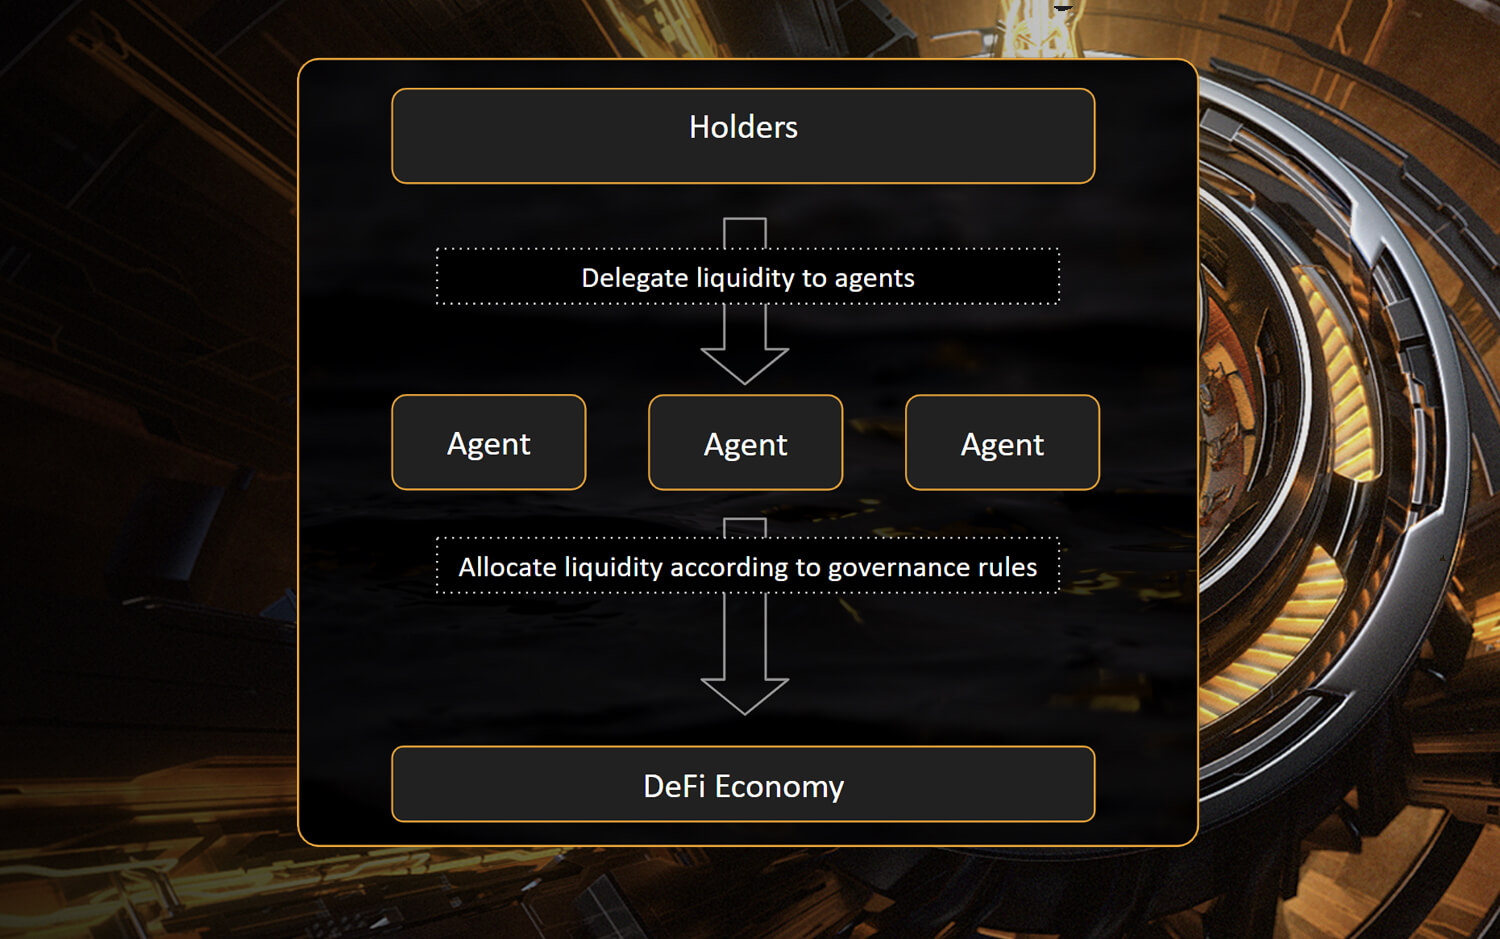 Holders
Delegate liquidity to agents
Agent
Agent
Agent
Allocate liquidity according to governance rules
DeFi Economy